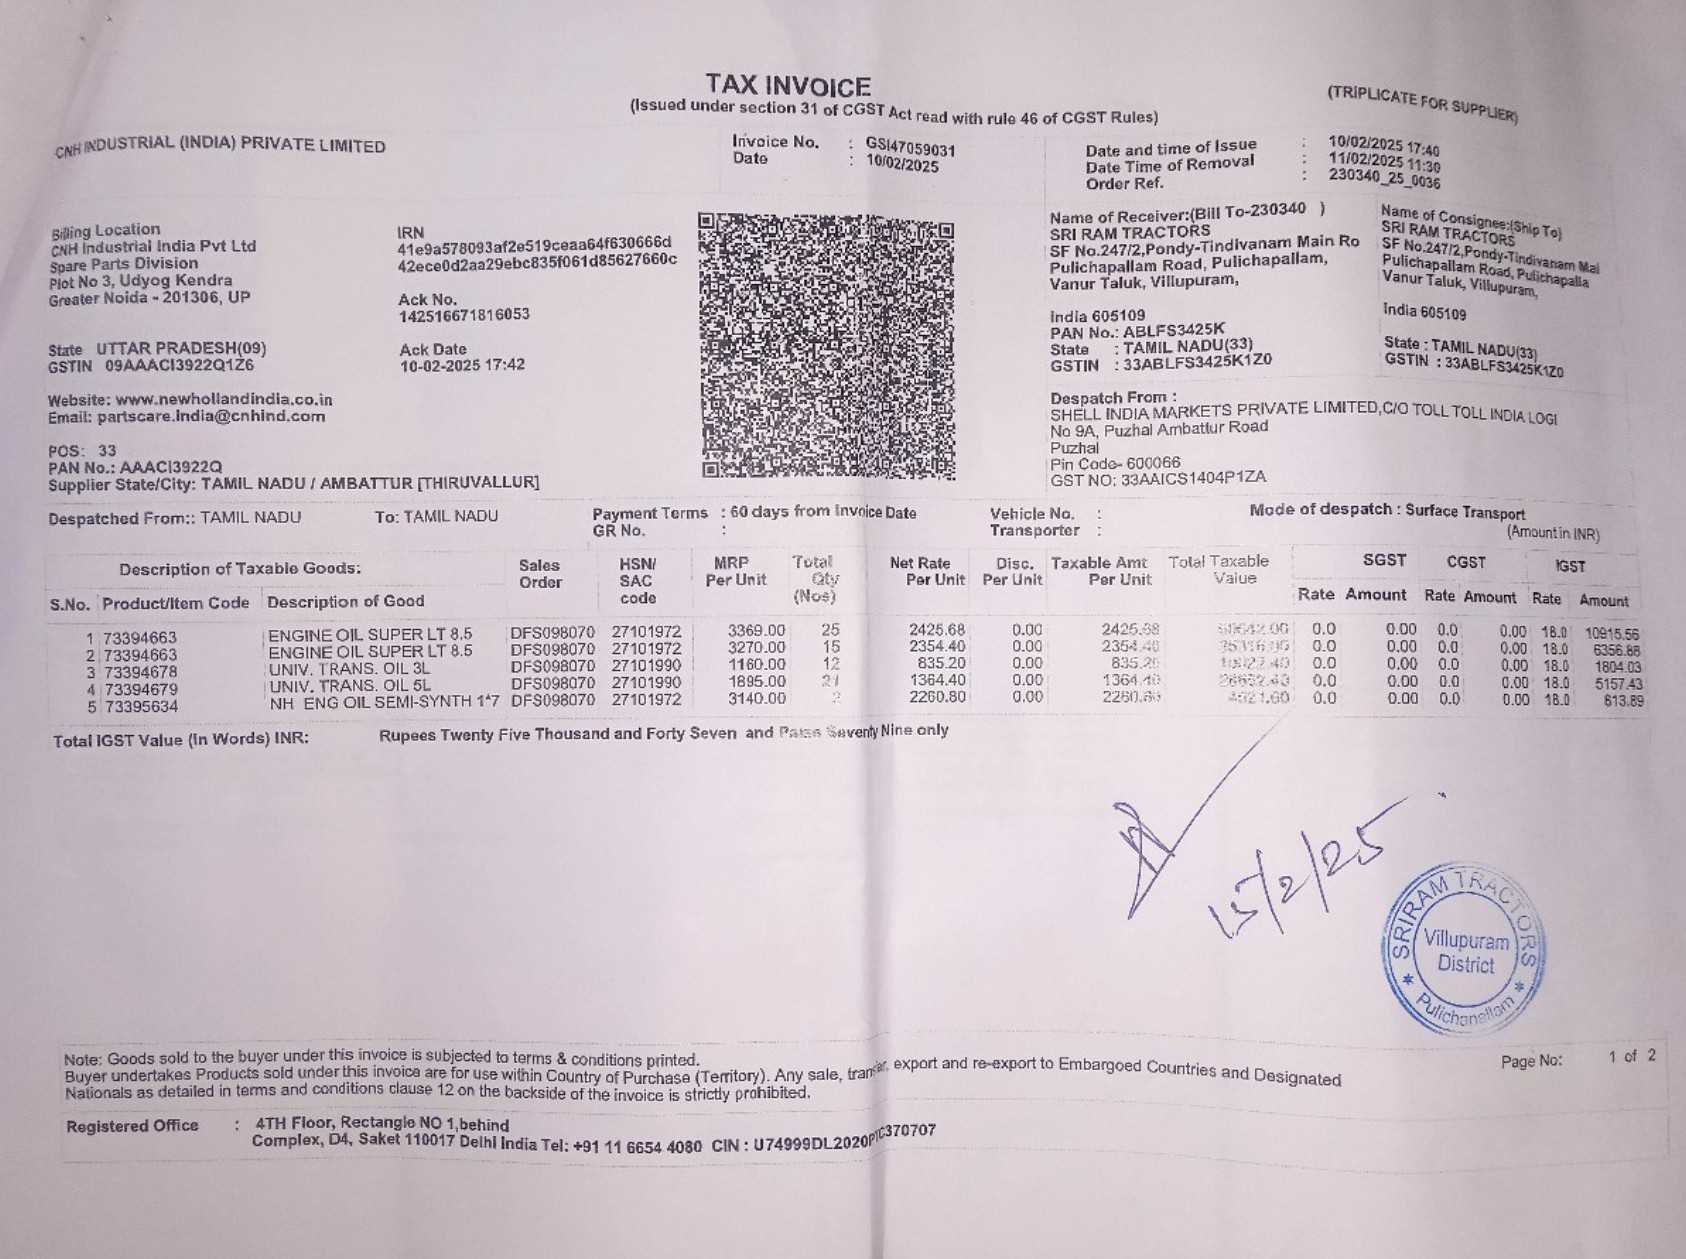 TAX INVOICE
(Issued under section 31 of CGST Act read with rule 46 of CGST Rules)
(TRIPLICATE FOR SUPPLIER)
CNH INDUSTRIAL (INDIA) PRIVATE LIMITED
Invoice No. : GSI47059031
Date : 10/02/2025
Date and time of Issue : 10/02/2025 17:40
Date Time of Removal : 11/02/2025 11:30
Order Ref. : 230340_25_0036
Billing Location
CNH Industrial India Pvt Ltd
Spare Parts Division
Plot No 3, Udyog Kendra
Greater Noida - 201306, UP
State UTTAR PRADESH(09)
GSTIN 09AAACI3922Q1Z6
Website: www.newhollandindia.co.in
Email: partscare.india@cnhind.com
POS: 33
PAN No.: AAACI3922Q
Supplier State/City: TAMIL NADU / AMBATTUR [THIRUVALLUR]
IRN
41e9a578093af2e519ceaa64f630666d
42ece0d2aa29ebc835f061d85627660c
Ack No.
142516671816053
Ack Date
10-02-2025 17:42
Name of Receiver:(Bill To-230340 )
SRI RAM TRACTORS
SF No.247/2,Pondy-Tindivanam Main Ro
Pulichapallam Road, Pulichapallam,
Vanur Taluk, Villupuram,
India 605109
PAN No.: ABLFS3425K
State : TAMIL NADU(33)
GSTIN : 33ABLFS3425K1Z0
Name of Consignee:(Ship To)
SRI RAM TRACTORS
SF No.247/2,Pondy-Tindivanam Mai
Pulichapallam Road, Pulichapalla
Vanur Taluk, Villupuram,
India 605109
State : TAMIL NADU(33)
GSTIN : 33ABLFS3425K1Z0
Despatch From :
SHELL INDIA MARKETS PRIVATE LIMITED,C/O TOLL TOLL INDIA LOGI
No 9A, Puzhal Ambattur Road
Puzhal
Pin Code- 600066
GST NO: 33AAICS1404P1ZA
Despatched From:: TAMIL NADU To: TAMIL NADU
Payment Terms : 60 days from Invoice Date
GR No. :
Vehicle No. :
Transporter :
Mode of despatch : Surface Transport
(Amount in INR)
Description of Taxable Goods: Sales Order HSN/ SAC code MRP Per Unit Total Qty (Nos) Net Rate Per Unit Disc. Per Unit Taxable Amt Per Unit Total Taxable Value SGST CGST IGST
S.No. Product/Item Code Description of Good Rate Amount Rate Amount Rate Amount
1 73394663 ENGINE OIL SUPER LT 8.5 DFS098070 27101972 3369.00 25 2425.68 0.00 2425.68 60642.00 0.0 0.00 0.0 0.00 18.0 10915.56
2 73394663 ENGINE OIL SUPER LT 8.5 DFS098070 27101972 3270.00 15 2354.40 0.00 2354.40 35316.00 0.0 0.00 0.0 0.00 18.0 6356.88
3 73394678 UNIV. TRANS. OIL 3L DFS098070 27101990 1160.00 12 835.20 0.00 835.20 10022.40 0.0 0.00 0.0 0.00 18.0 1804.03
4 73394679 UNIV. TRANS. OIL 5L DFS098070 27101990 1895.00 21 1364.40 0.00 1364.40 28652.40 0.0 0.00 0.0 0.00 18.0 5157.43
5 73395634 NH ENG OIL SEMI-SYNTH 1*7 DFS098070 27101972 3140.00 2 2260.80 0.00 2260.80 4521.60 0.0 0.00 0.0 0.00 18.0 813.89
Total IGST Value (In Words) INR: Rupees Twenty Five Thousand and Forty Seven and Paise Seventy Nine only
15/2/25
SRIRAM TRACTORS
Villupuram
District
Note: Goods sold to the buyer under this invoice is subjected to terms & conditions printed.
Buyer undertakes Products sold under this invoice are for use within Country of Purchase (Territory). Any sale, transfer, export and re-export to Embargoed Countries and Designated
Nationals as detailed in terms and conditions clause 12 on the backside of the invoice is strictly prohibited.
Page No: 1 of 2
Registered Office : 4TH Floor, Rectangle NO 1,behind
Complex, D4, Saket 110017 Delhi India Tel: +91 11 6654 4080 CIN : U74999DL2020PTC370707